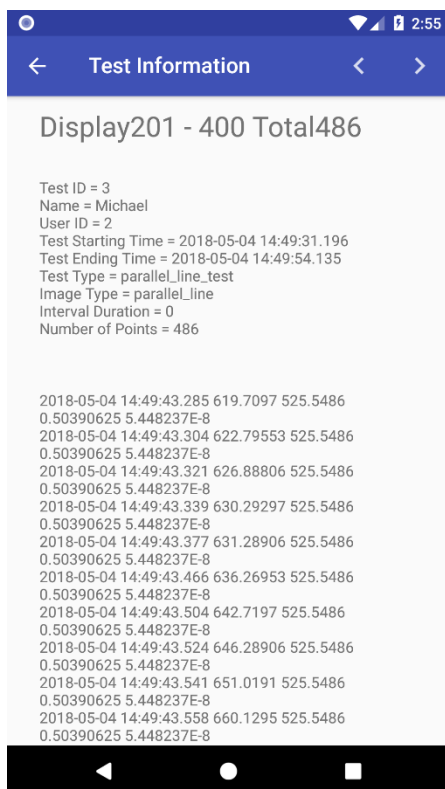 2:55
Test Information
Display201 - 400 Total486
Test ID = 3
Name = Michael
User ID = 2
Test Starting Time = 2018-05-04 14:49:31.196
Test Ending Time = 2018-05-04 14:49:54.135
Test Type = parallel_line_test
Image Type = parallel_line
Interval Duration = 0
Number of Points = 486
2018-05-04 14:49:43.285 619.7097 525.5486
0.50390625 5.448237E-8
2018-05-04 14:49:43.304 622.79553 525.5486
0.50390625 5.448237E-8
2018-05-04 14:49:43.321 626.88806 525.5486
0.50390625 5.448237E-8
2018-05-04 14:49:43.339 630.29297 525.5486
0.50390625 5.448237E-8
2018-05-04 14:49:43.377 631.28906 525.5486
0.50390625 5.448237E-8
2018-05-04 14:49:43.466 636.26953 525.5486
0.50390625 5.448237E-8
2018-05-04 14:49:43.504 642.7197 525.5486
0.50390625 5.448237E-8
2018-05-04 14:49:43.524 646.28906 525.5486
0.50390625 5.448237E-8
2018-05-04 14:49:43.541 651.0191 525.5486
0.50390625 5.448237E-8
2018-05-04 14:49:43.558 660.1295 525.5486
0.50390625 5.448237E-8